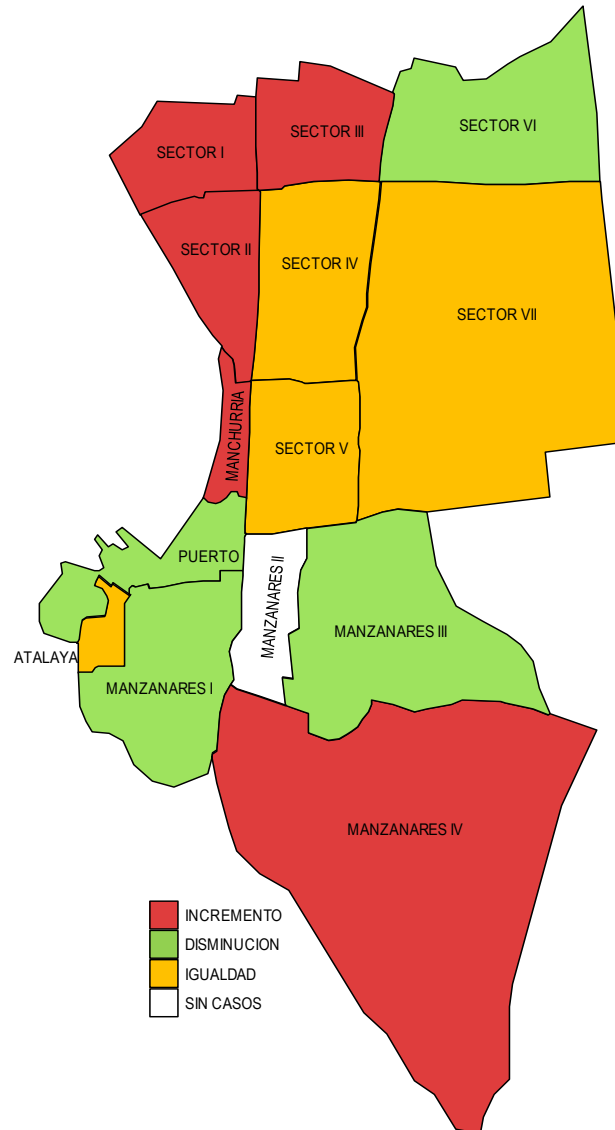 SECTOR VI
SECTOR III
SECTOR I
SECTOR II
SECTOR IV
SECTOR VII
MANCHURRIA
SECTOR V
PUERTO
MANZANARES II
MANZANARES III
ATALAYA
MANZANARES I
MANZANARES IV
INCREMENTO
DISMINUCION
IGUALDAD
SIN CASOS